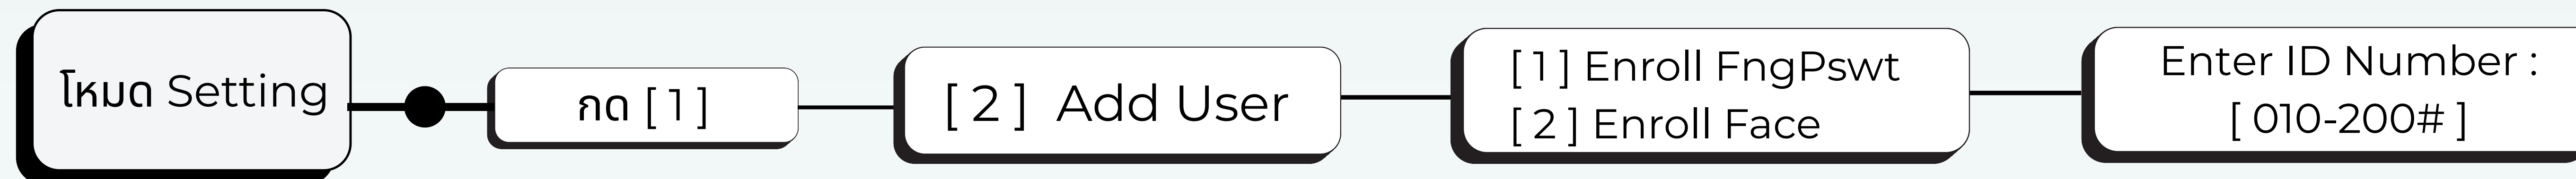 โหมด Setting
กด [ 1 ]
[ 2 ] Add User
[ 1 ] Enroll FngPswt
[ 2 ] Enroll Face
Enter ID Number :
[ 010-200# ]